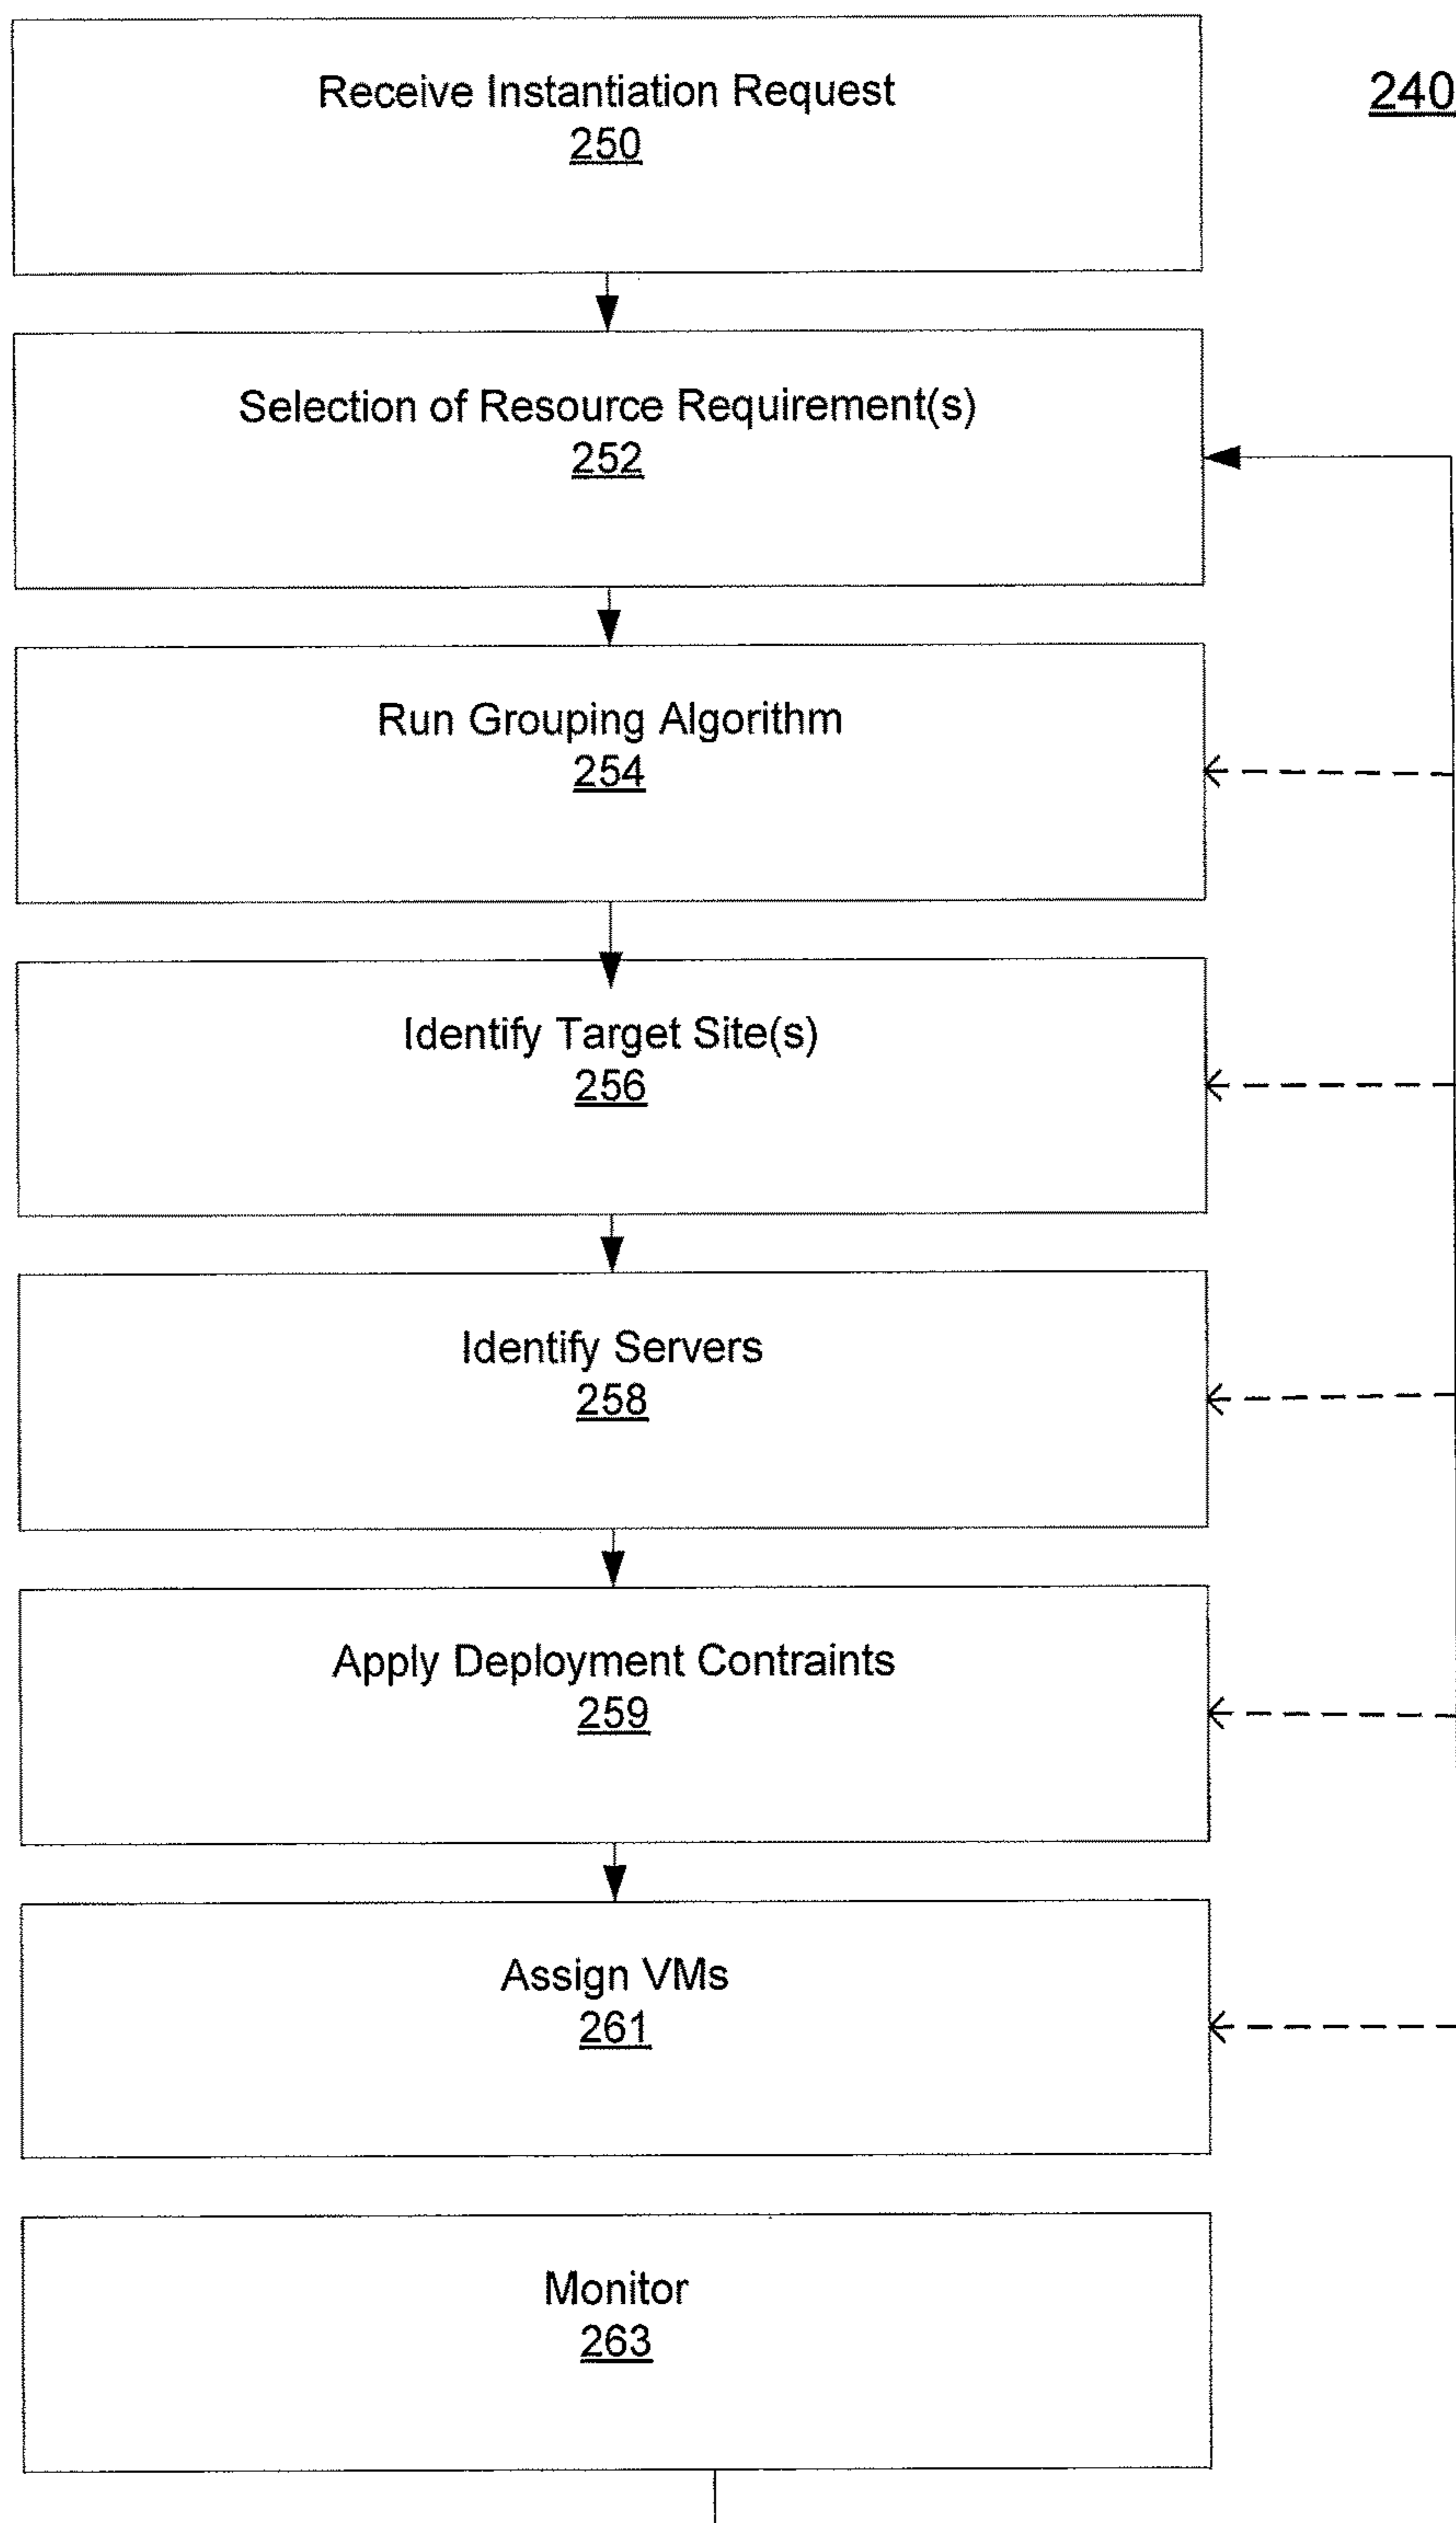 Receive Instantiation Request
250
240
Selection of Resource Requirement(s)
252
Run Grouping Algorithm
254
Identify Target Site(s)
256
Identify Servers
258
Apply Deployment Contraints
259
Assign VMs
261
Monitor
263